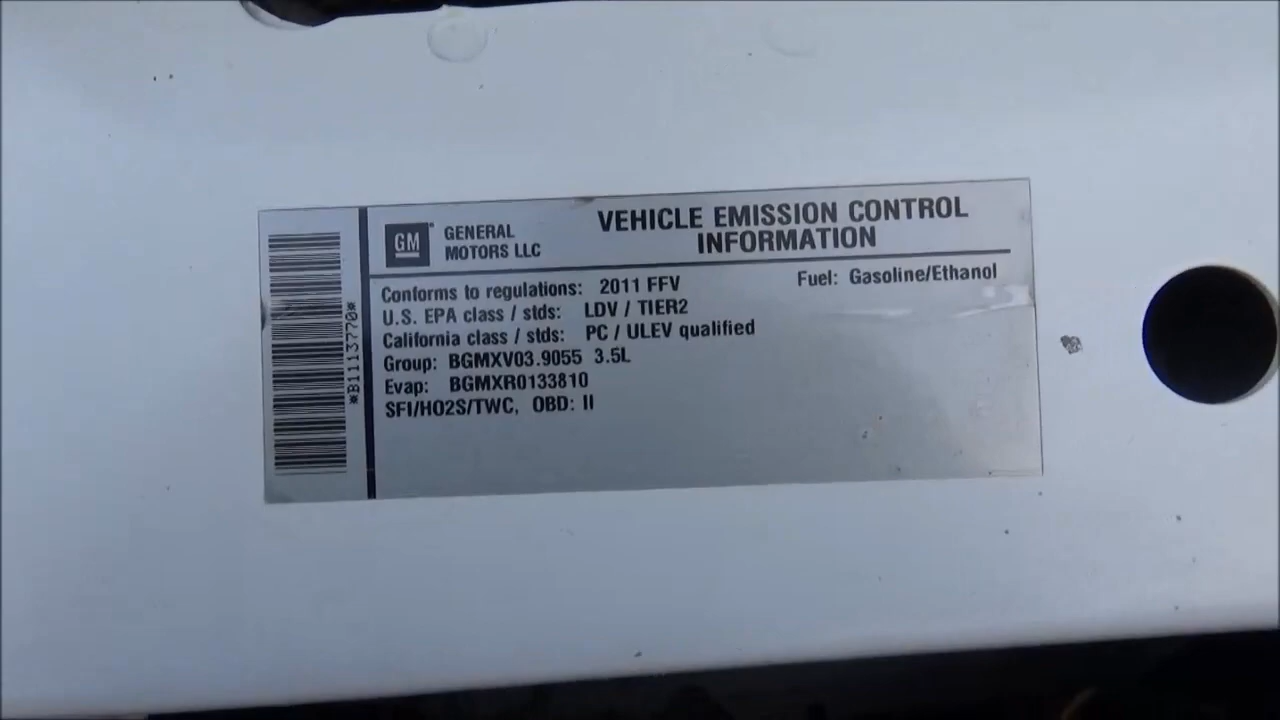 *B1113770*
GM
GENERAL
MOTORS LLC
VEHICLE EMISSION CONTROL
INFORMATION
Conforms to regulations: 2011 FFV
Fuel: Gasoline/Ethanol
U.S. EPA class / stds: LDV / TIER2
California class / stds: PC / ULEV qualified
Group: BGMXV03.9055 3.5L
Evap: BGMXR0133810
SFI/HO2S/TWC, OBD: II